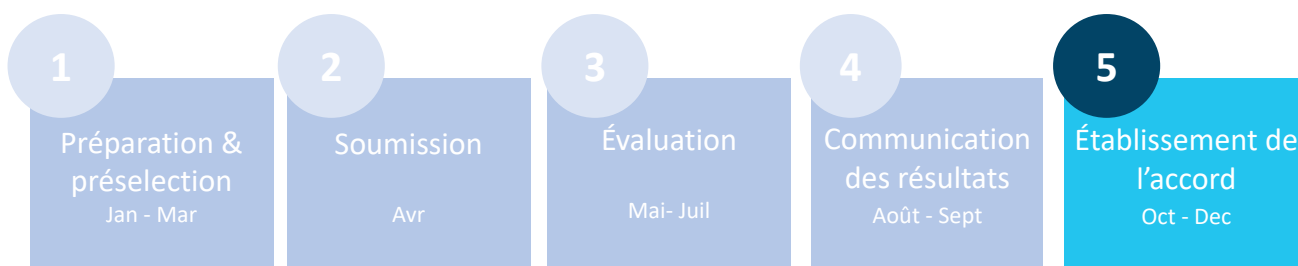 1
Préparation &
préselection
Jan - Mar
2
Soumission
Avr
3
Évaluation
Mai- Juil
4
Communication
des résultats
Août - Sept
5
Établissement de
l’accord
Oct - Dec